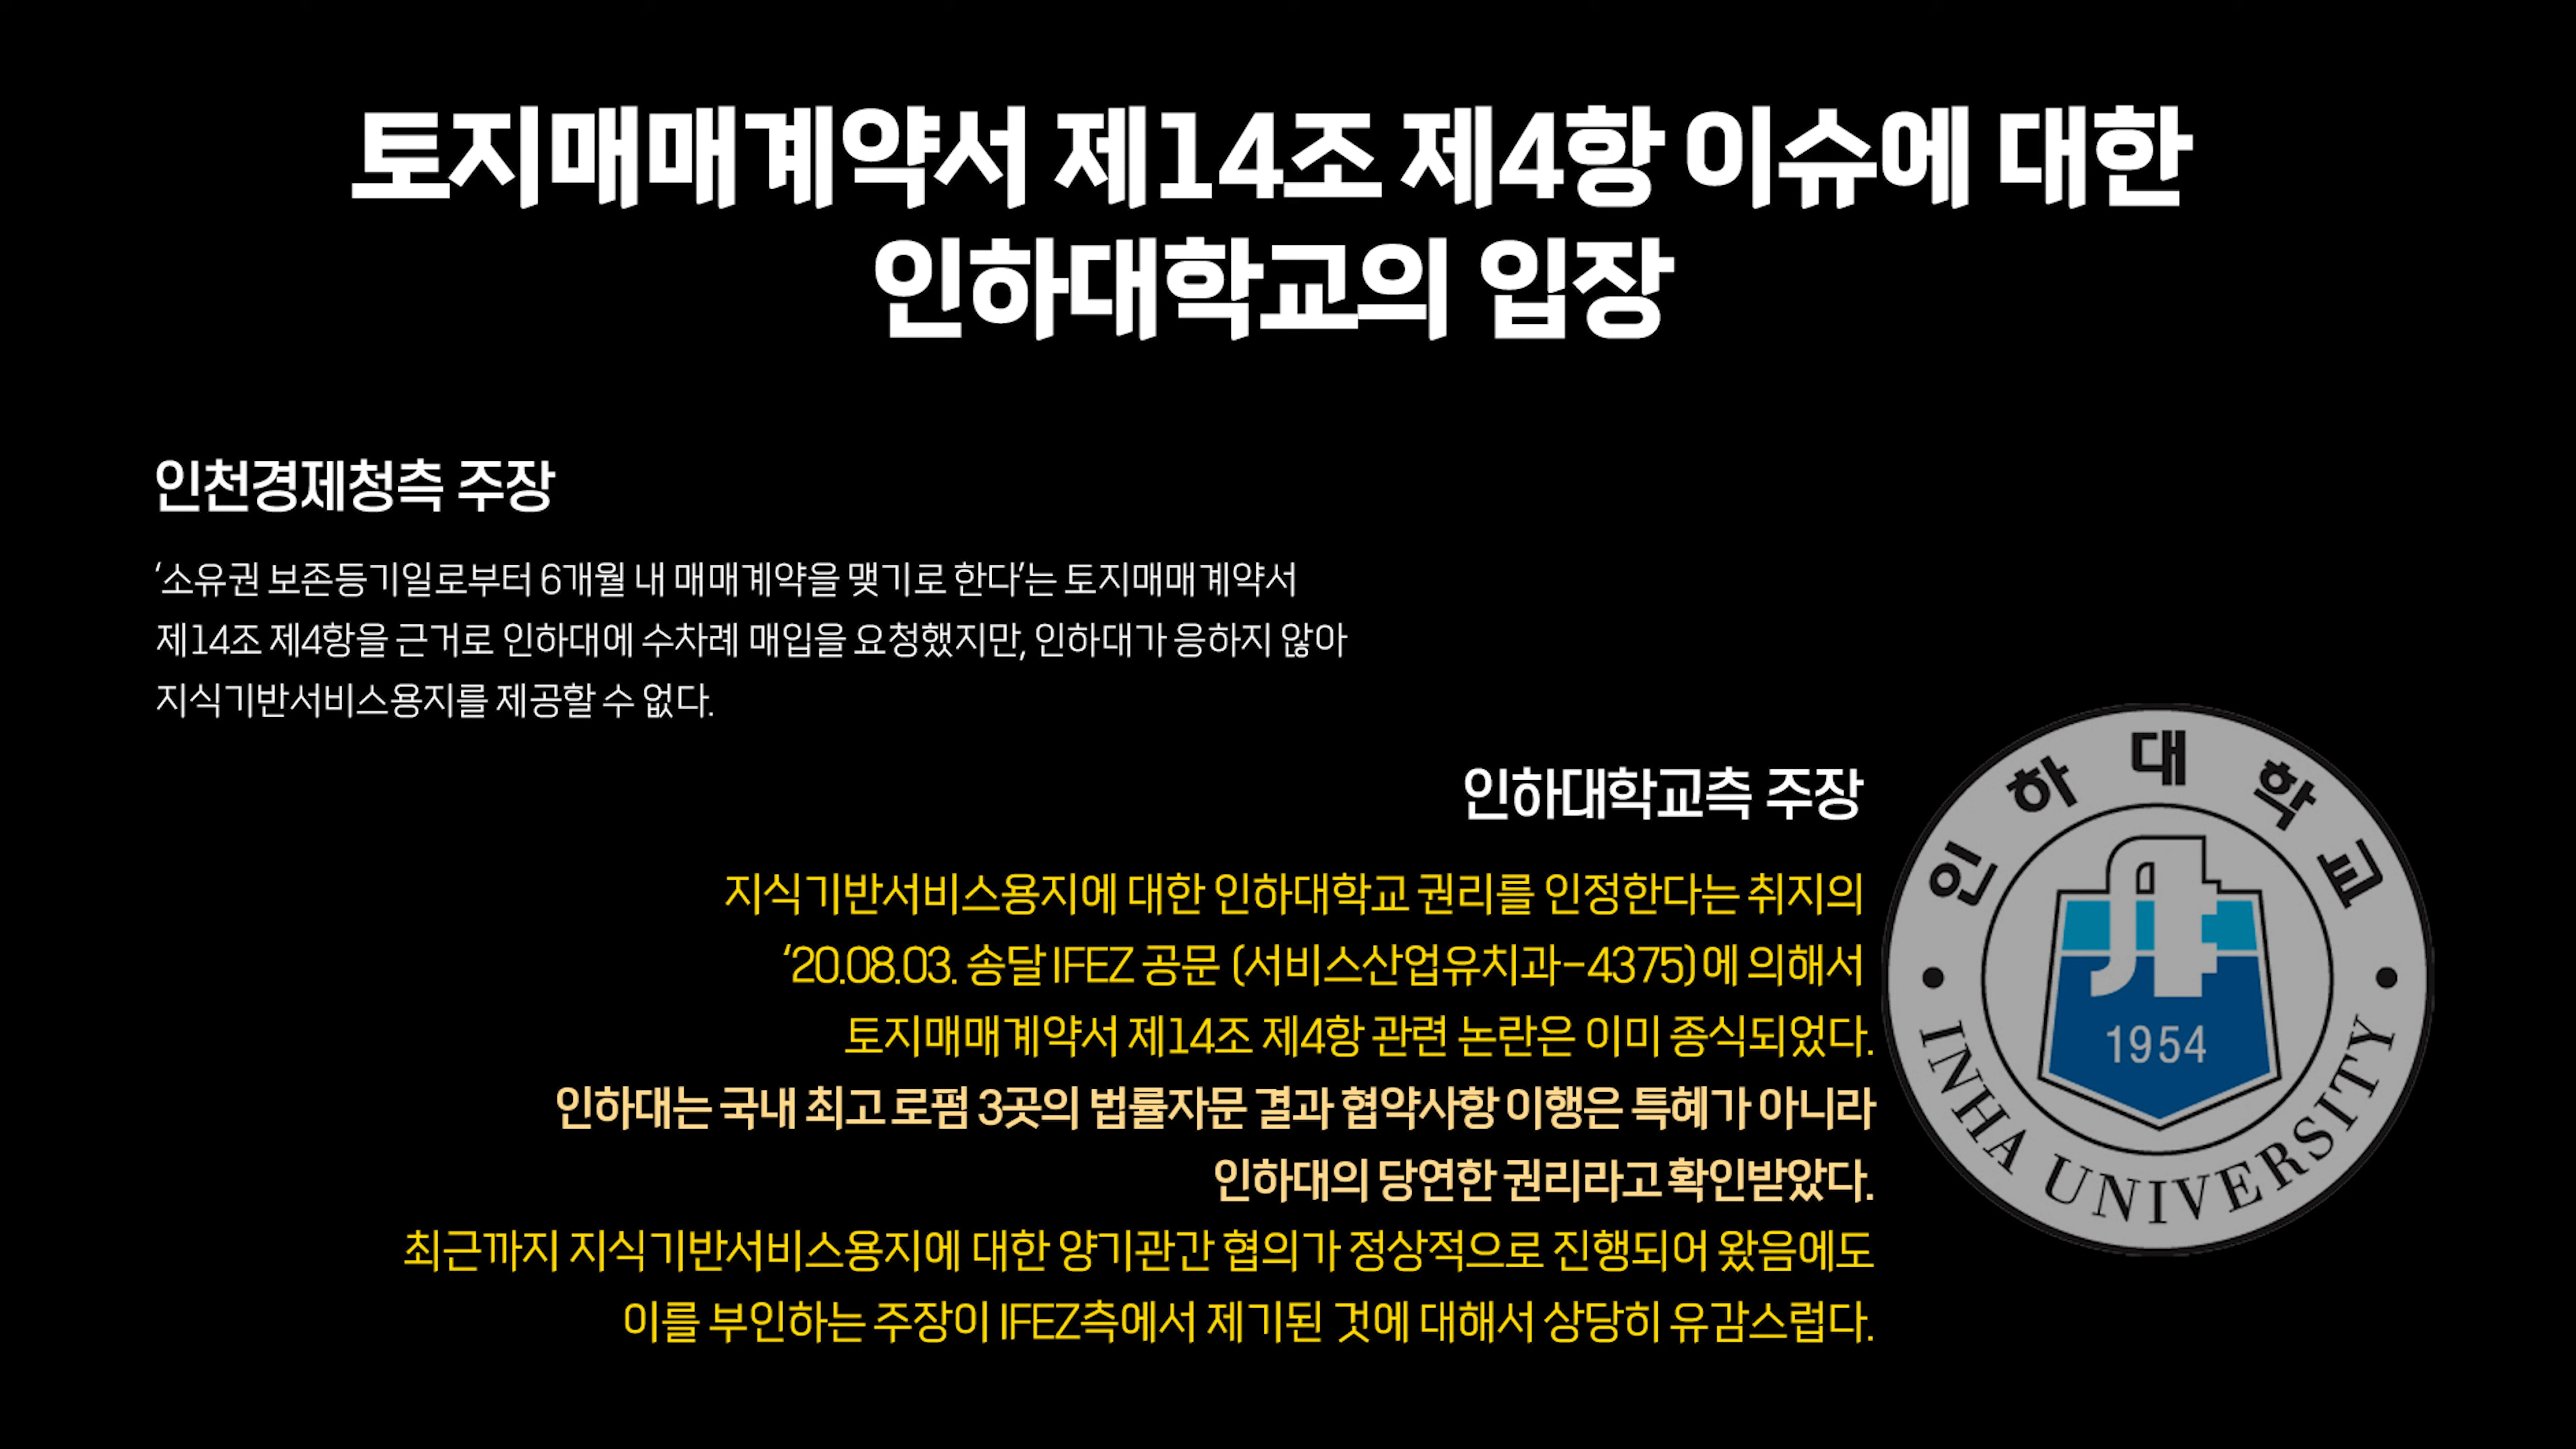 토지매매계약서 제14조 제4항 이슈에 대한
인하대학교의 입장
인천경제청측 주장
‘소유권 보존등기일로부터 6개월 내 매매계약을 맺기로 한다’는 토지매매계약서
제14조 제4항을 근거로 인하대에 수차례 매입을 요청했지만, 인하대가 응하지 않아
지식기반서비스용지를 제공할 수 없다.
인하대학교측 주장
지식기반서비스용지에 대한 인하대학교 권리를 인정한다는 취지의
‘20.08.03. 송달 IFEZ 공문 (서비스산업유치과-4375)에 의해서
토지매매계약서 제14조 제4항 관련 논란은 이미 종식되었다.
인하대는 국내 최고 로펌 3곳의 법률자문 결과 협약사항 이행은 특혜가 아니라
인하대의 당연한 권리라고 확인받았다.
최근까지 지식기반서비스용지에 대한 양기관간 협의가 정상적으로 진행되어 왔음에도
이를 부인하는 주장이 IFEZ측에서 제기된 것에 대해서 상당히 유감스럽다.
인하대학교
1954
INHA UNIVERSITY